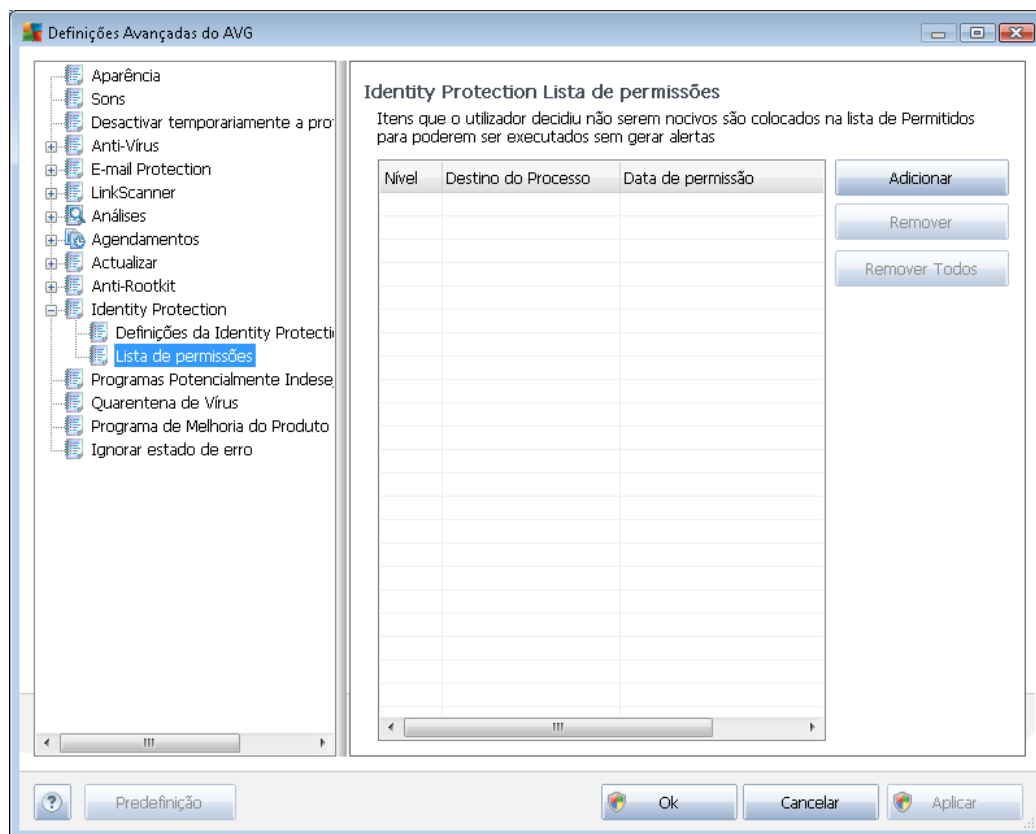 Definições Avançadas do AVG
Aparência
Sons
Desactivar temporariamente a pro
Anti-Vírus
E-mail Protection
LinkScanner
Análises
Agendamentos
Actualizar
Anti-Rootkit
Identity Protection
Definições da Identity Protecti
Lista de permissões
Programas Potencialmente Indese
Quarentena de Vírus
Programa de Melhoria do Produto
Ignorar estado de erro
Identity Protection Lista de permissões
Itens que o utilizador decidiu não serem nocivos são colocados na lista de Permitidos
para poderem ser executados sem gerar alertas
Nível Destino do Processo Data de permissão
Adicionar
Remover
Remover Todos
Predefinição
Ok
Cancelar
Aplicar